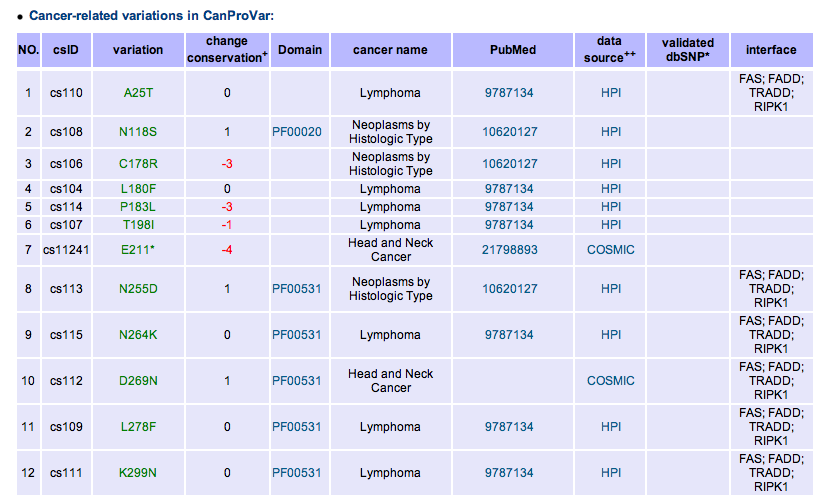 • Cancer-related variations in CanProVar:
NO. csID variation change conservation+ Domain cancer name PubMed data source++ validated dbSNP* interface
1 cs110 A25T 0 Lymphoma 9787134 HPI FAS; FADD; TRADD; RIPK1
2 cs108 N118S 1 PF00020 Neoplasms by Histologic Type 10620127 HPI
3 cs106 C178R -3 Neoplasms by Histologic Type 10620127 HPI
4 cs104 L180F 0 Lymphoma 9787134 HPI
5 cs114 P183L -3 Lymphoma 9787134 HPI
6 cs107 T198I -1 Lymphoma 9787134 HPI
7 cs11241 E211* -4 Head and Neck Cancer 21798893 COSMIC
8 cs113 N255D 1 PF00531 Neoplasms by Histologic Type 10620127 HPI FAS; FADD; TRADD; RIPK1
9 cs115 N264K 0 PF00531 Lymphoma 9787134 HPI FAS; FADD; TRADD; RIPK1
10 cs112 D269N 1 PF00531 Head and Neck Cancer COSMIC FAS; FADD; TRADD; RIPK1
11 cs109 L278F 0 PF00531 Lymphoma 9787134 HPI FAS; FADD; TRADD; RIPK1
12 cs111 K299N 0 PF00531 Lymphoma 9787134 HPI FAS; FADD; TRADD; RIPK1